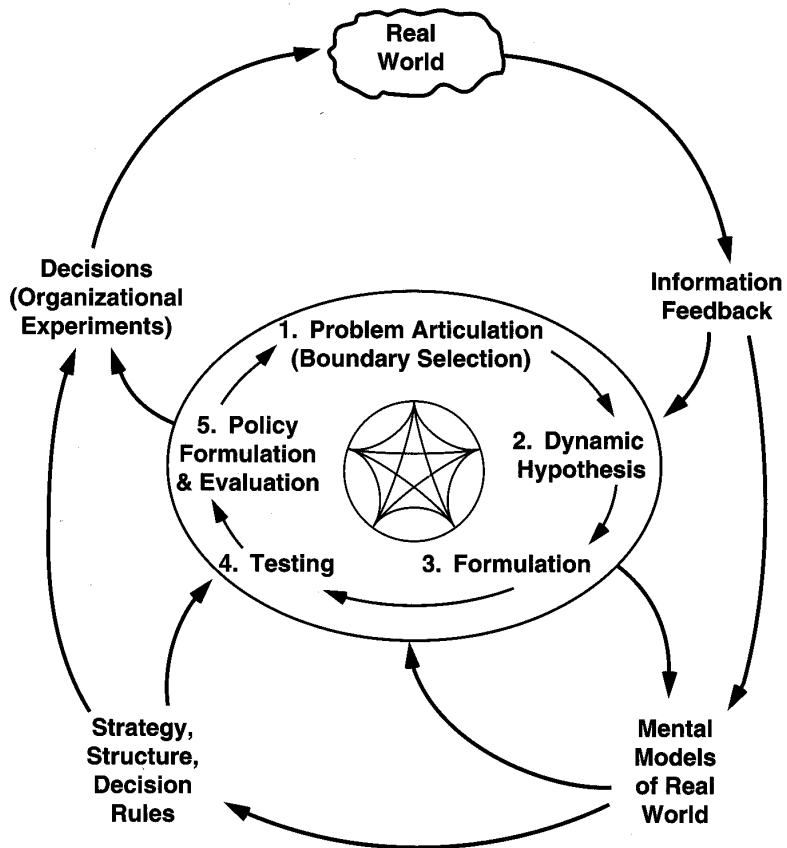 Real
World
Decisions
(Organizational
Experiments)
Information
Feedback
1. Problem Articulation
(Boundary Selection)
2. Dynamic
Hypothesis
3. Formulation
4. Testing
5. Policy
Formulation
& Evaluation
Strategy,
Structure,
Decision
Rules
Mental
Models
of Real
World